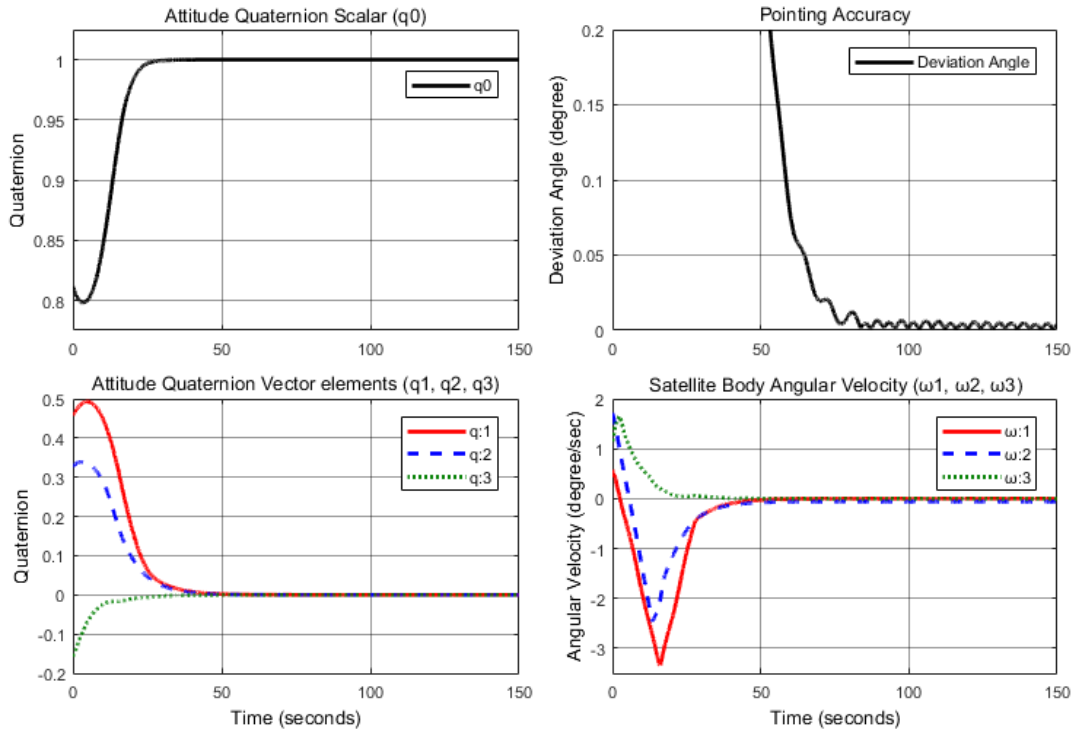 Attitude Quaternion Scalar (q0)
1
0.95
0.9
0.85
0.8
Quaternion
q0
0
50
100
150
Pointing Accuracy
0.2
0.15
0.1
0.05
0
Deviation Angle (degree)
Deviation Angle
0
50
100
150
Attitude Quaternion Vector elements (q1, q2, q3)
0.5
0.4
0.3
0.2
0.1
0
-0.1
-0.2
Quaternion
q:1
q:2
q:3
0
50
100
150
Time (seconds)
Satellite Body Angular Velocity (ω1, ω2, ω3)
2
1
0
-1
-2
-3
Angular Velocity (degree/sec)
ω:1
ω:2
ω:3
0
50
100
150
Time (seconds)